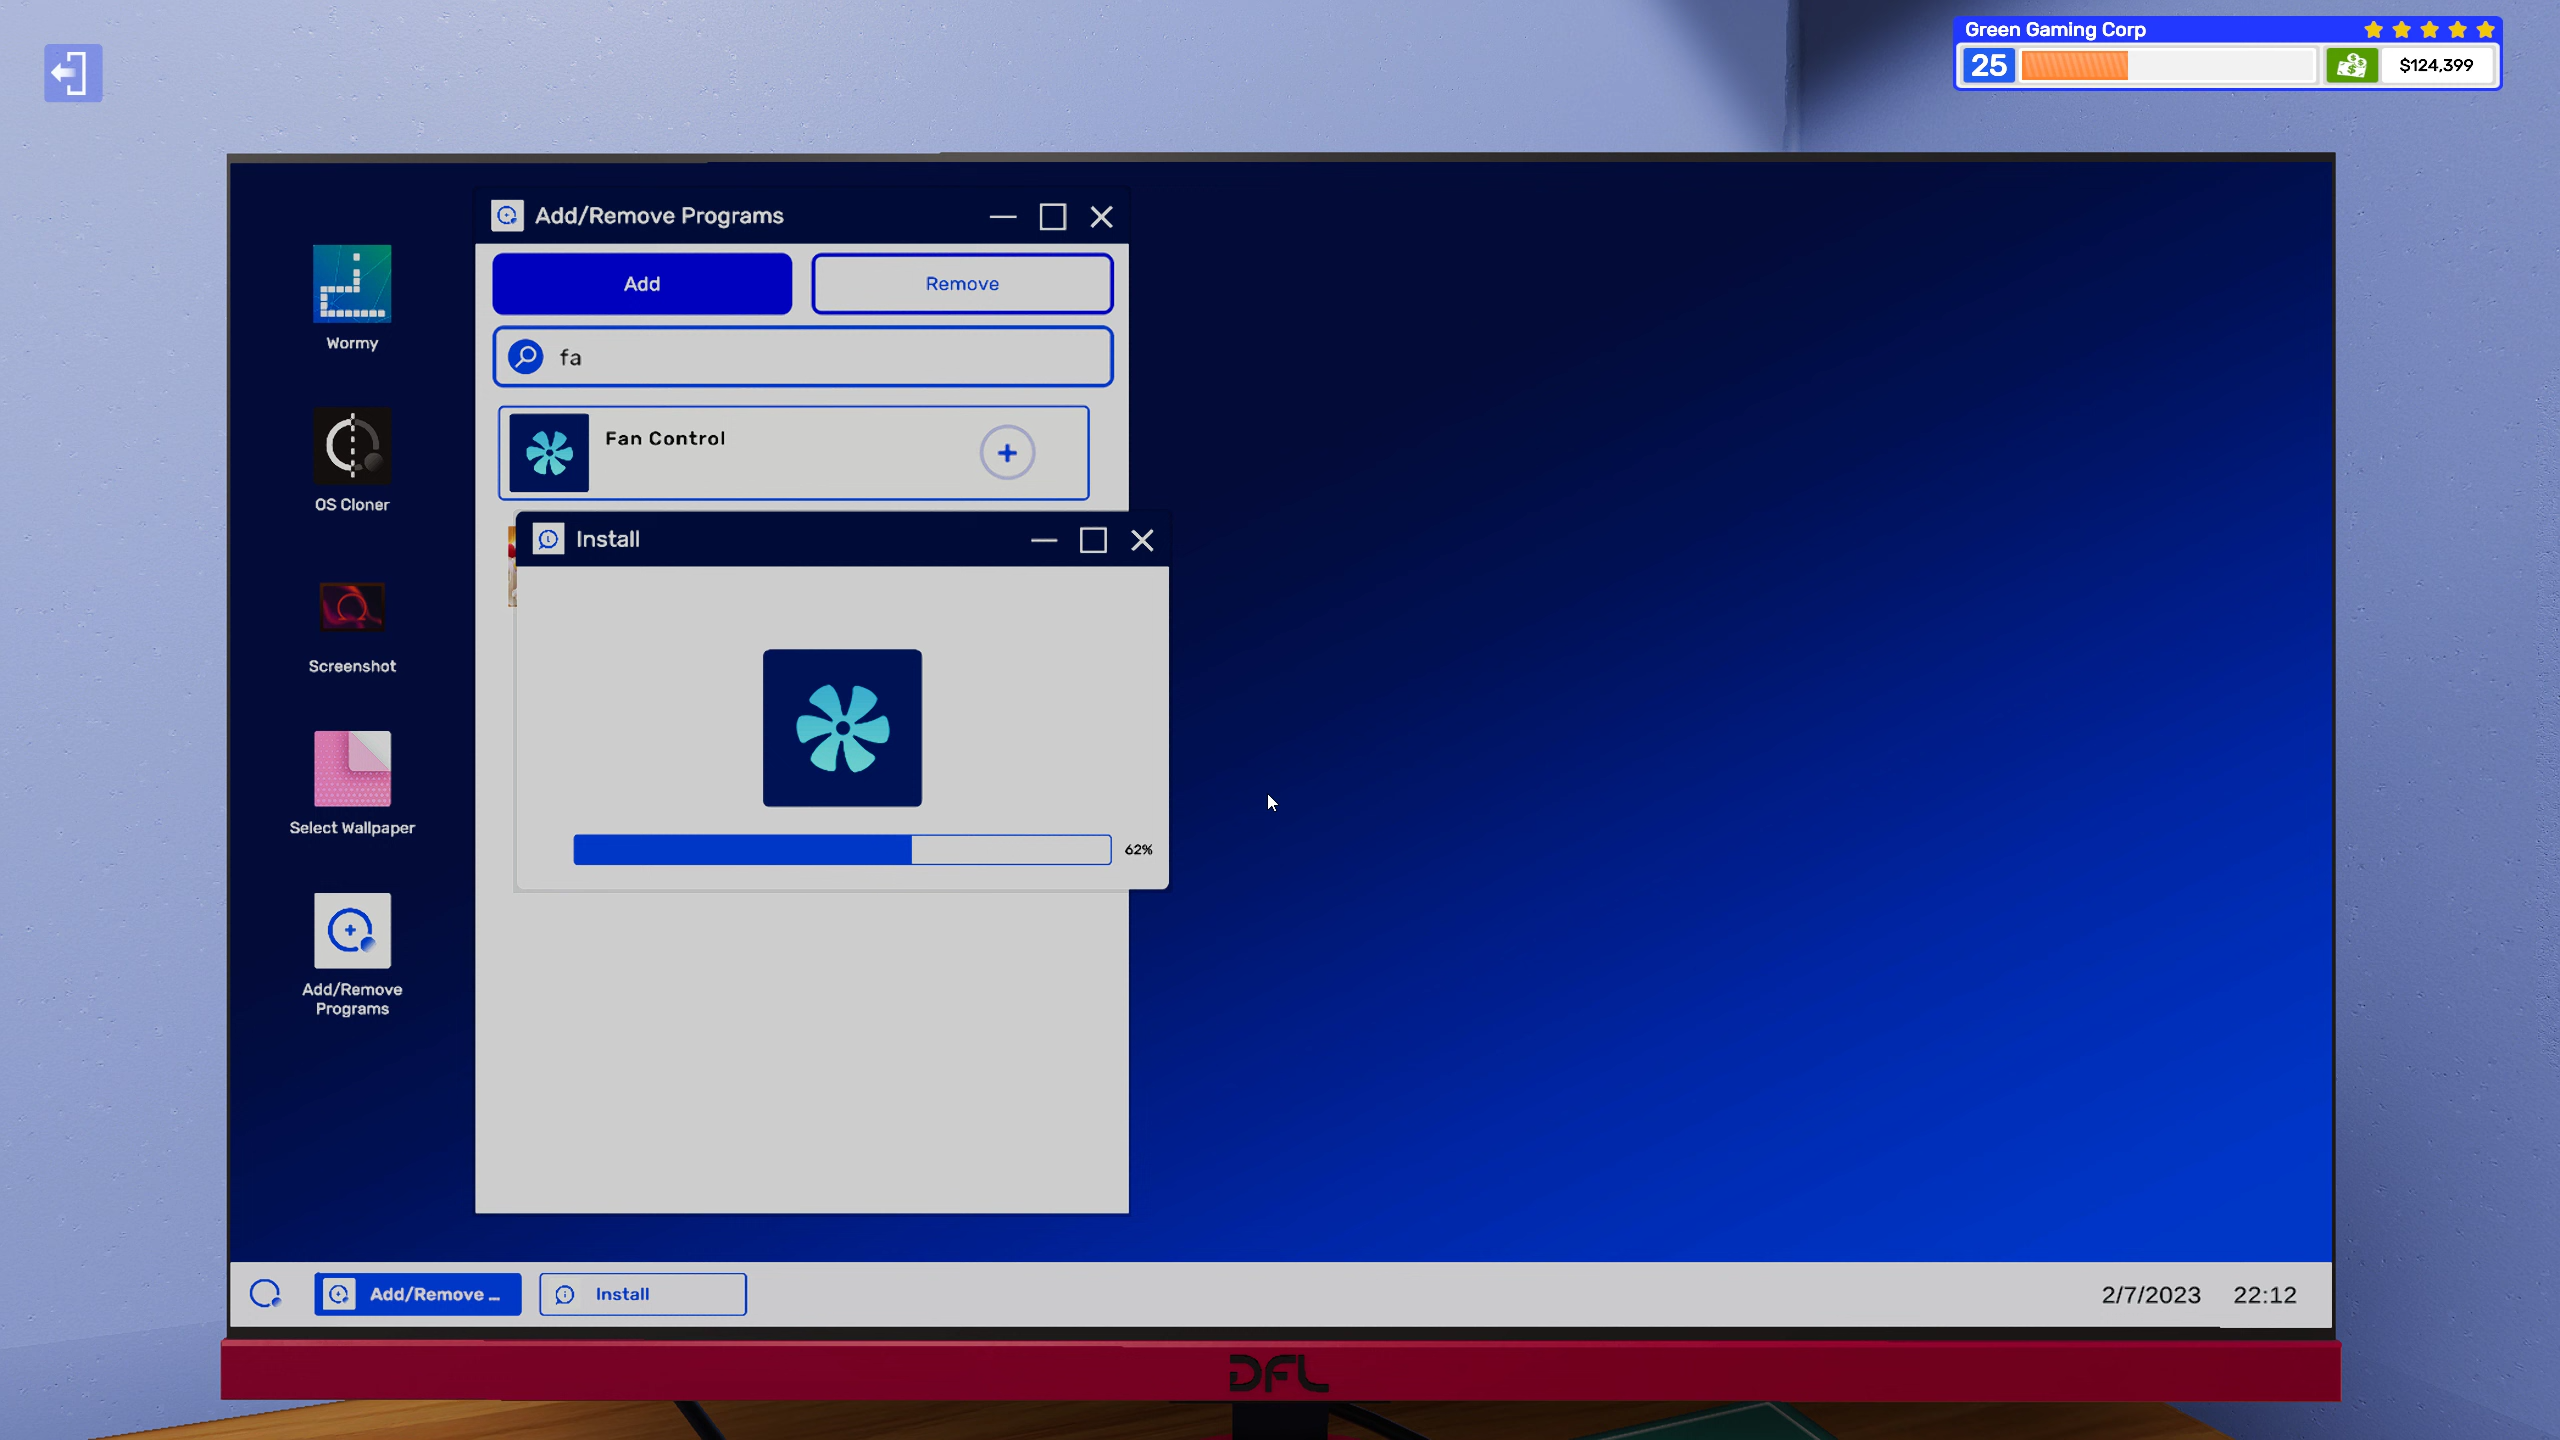 Green Gaming Corp
25
$124,399
Add/Remove Programs
Add
Remove
fa
Fan Control
Install
62%
Wormy
OS Cloner
Screenshot
Select Wallpaper
Add/Remove
Programs
Add/Remove ...
Install
2/7/2023
22:12
DFL